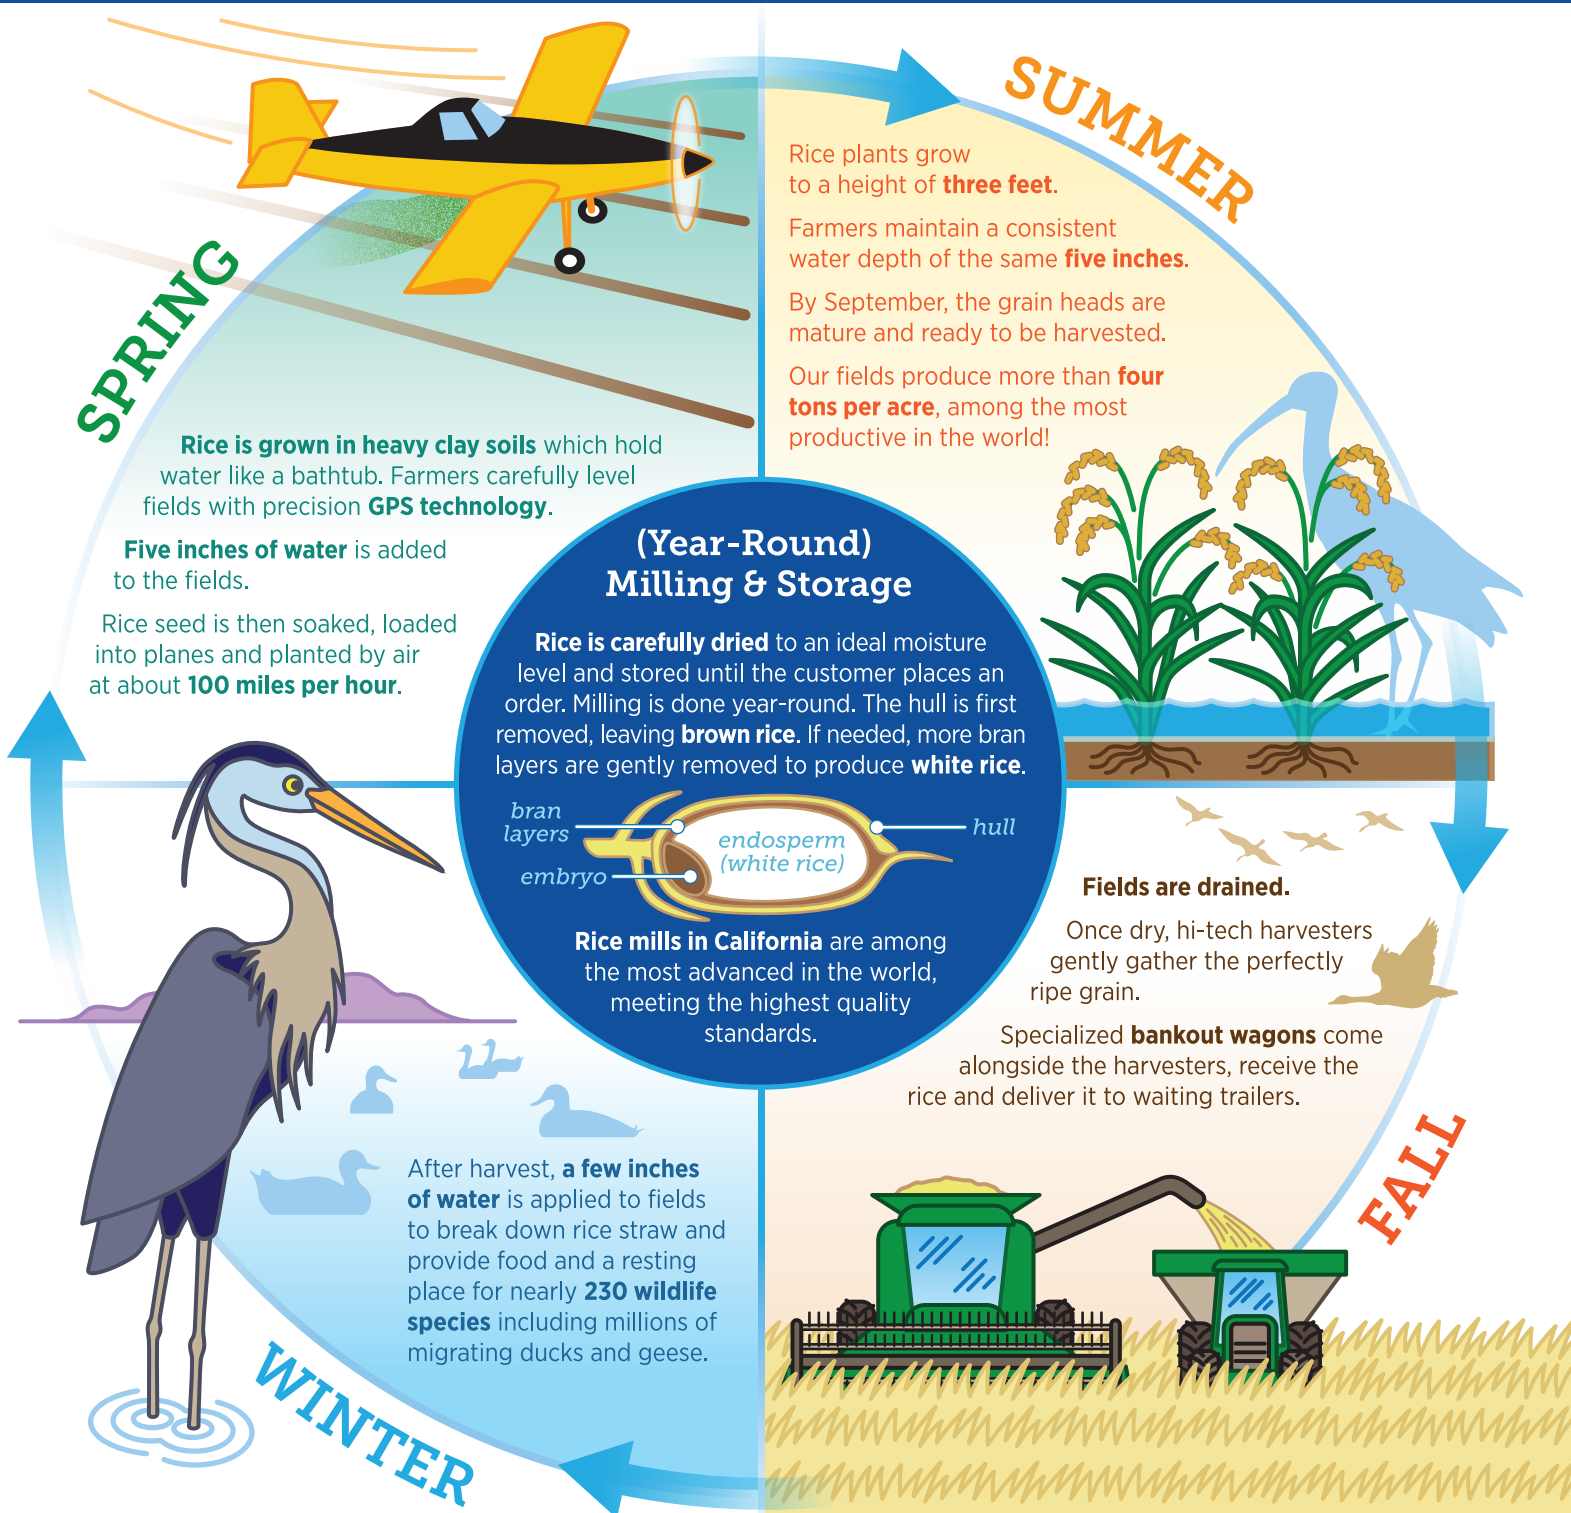 SPRING
Rice is grown in heavy clay soils which hold
water like a bathtub. Farmers carefully level
fields with precision GPS technology.
Five inches of water is added
to the fields.
Rice seed is then soaked, loaded
into planes and planted by air
at about 100 miles per hour.
SUMMER
Rice plants grow
to a height of three feet.
Farmers maintain a consistent
water depth of the same five inches.
By September, the grain heads are
mature and ready to be harvested.
Our fields produce more than four
tons per acre, among the most
productive in the world!
(Year-Round)
Milling & Storage
Rice is carefully dried to an ideal moisture
level and stored until the customer places an
order. Milling is done year-round. The hull is first
removed, leaving brown rice. If needed, more bran
layers are gently removed to produce white rice.
bran
layers
embryo
endosperm
(white rice)
hull
Rice mills in California are among
the most advanced in the world,
meeting the highest quality
standards.
Fields are drained.
Once dry, hi-tech harvesters
gently gather the perfectly
ripe grain.
Specialized bankout wagons come
alongside the harvesters, receive the
rice and deliver it to waiting trailers.
FALL
After harvest, a few inches
of water is applied to fields
to break down rice straw and
provide food and a resting
place for nearly 230 wildlife
species including millions of
migrating ducks and geese.
WINTER